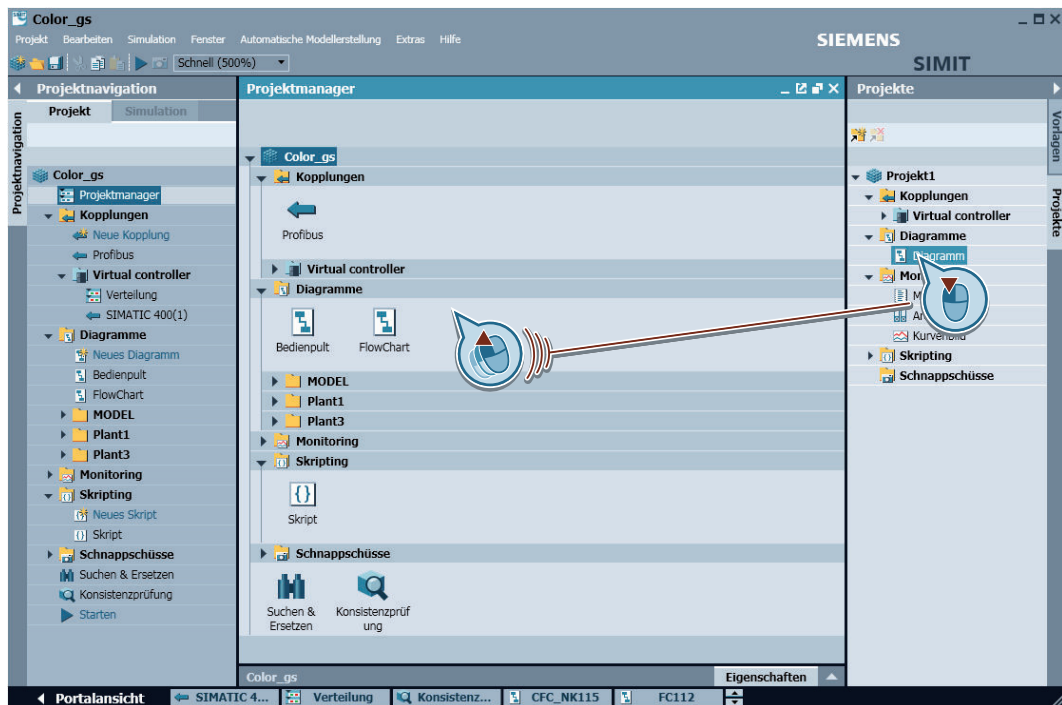 Color_gs
Projekt Bearbeiten Simulation Fenster Automatische Modellerstellung Extras Hilfe
SIEMENS
Schnell (500%)
SIMIT
Projektnavigation
Projekt Simulation
Projektnavigation
Color_gs
Projektmanager
Kopplungen
Neue Kopplung
Profibus
Virtual controller
Verteilung
SIMATIC 400(1)
Diagramme
Neues Diagramm
Bedienpult
FlowChart
MODEL
Plant1
Plant3
Monitoring
Skripting
Neues Skript
Skript
Schnappschüsse
Suchen & Ersetzen
Konsistenzprüfung
Starten
Projektmanager
Color_gs
Kopplungen
Profibus
Virtual controller
Diagramme
Bedienpult FlowChart
MODEL
Plant1
Plant3
Monitoring
Skripting
{}
Skript
Schnappschüsse
Suchen & Konsistenzprüf
Ersetzen ung
Color_gs
Eigenschaften
Projekte
Vorlagen
Projekte
Projekt1
Kopplungen
Virtual controller
Diagramme
Diagramm
Mon
M
Ar
Kurvenbild
Skripting
Schnappschüsse
Portalansicht SIMATIC 4... Verteilung Konsistenz... CFC_NK115 FC112